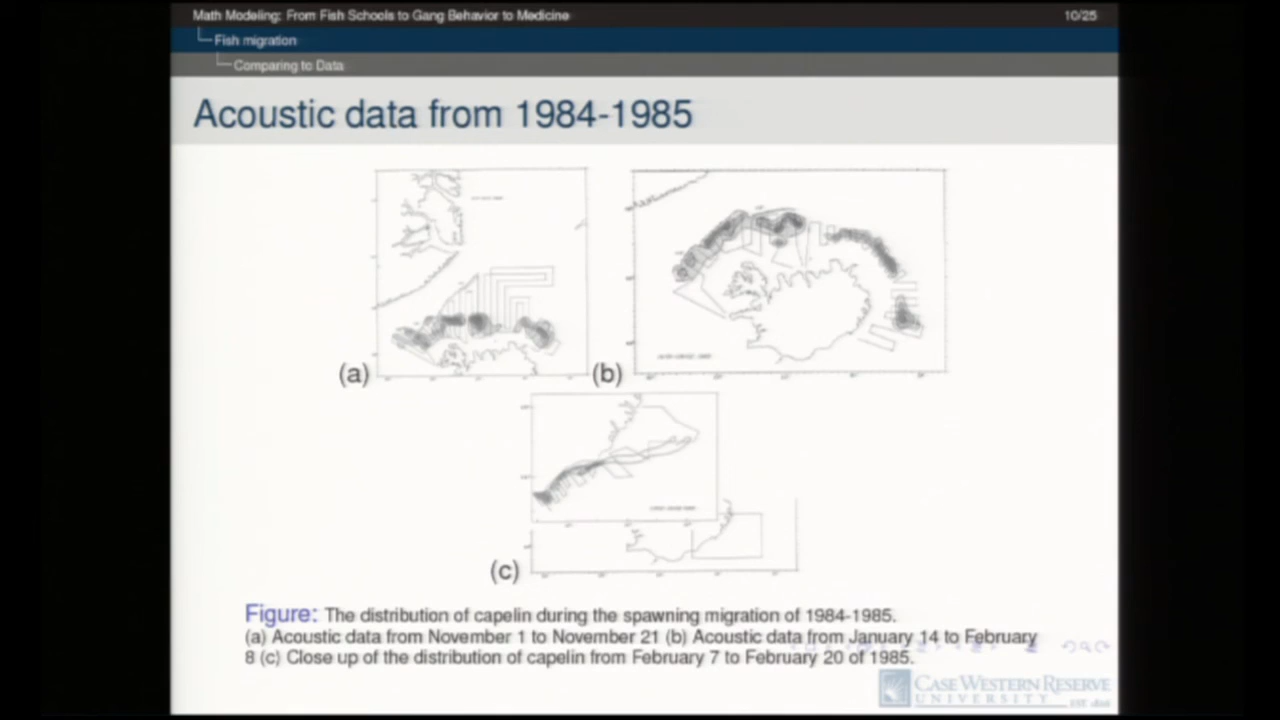 Math Modeling: From Fish Schools to Gang Behavior to Medicine
10/25
Fish migration
Comparing to Data
Acoustic data from 1984-1985
(a)
(b)
(c)
Figure: The distribution of capelin during the spawning migration of 1984-1985.
(a) Acoustic data from November 1 to November 21 (b) Acoustic data from January 14 to February
8 (c) Close up of the distribution of capelin from February 7 to February 20 of 1985.
CASE WESTERN RESERVE
UNIVERSITY
EST. 1826